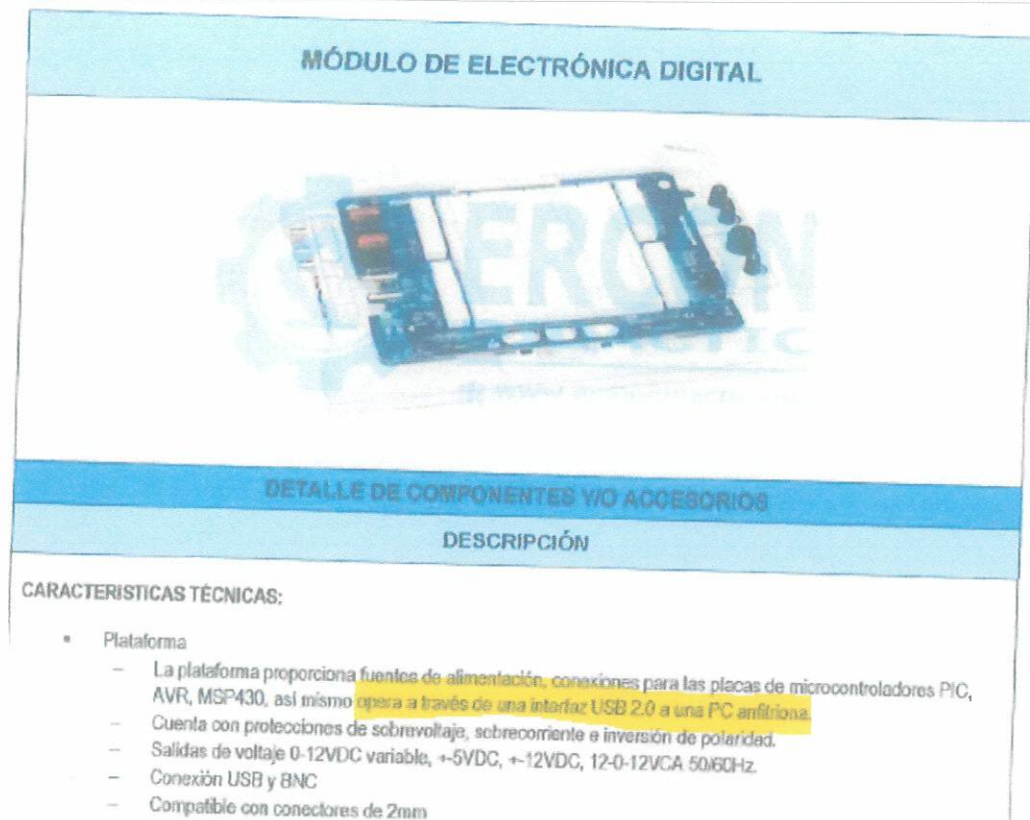 MÓDULO DE ELECTRÓNICA DIGITAL
ERCON
DETALLE DE COMPONENTES Y/O ACCESORIOS
DESCRIPCIÓN
CARACTERISTICAS TÉCNICAS:
• Plataforma
– La plataforma proporciona fuentes de alimentación, conexiones para las placas de microcontroladores PIC,
AVR, MSP430, así mismo opera a través de una interfaz USB 2.0 a una PC anfitriona.
– Cuenta con protecciones de sobrevoltaje, sobrecorriente e inversión de polaridad.
– Salidas de voltaje 0-12VDC variable, +-5VDC, +-12VDC, 12-0-12VCA 50/60Hz.
– Conexión USB y BNC
– Compatible con conectores de 2mm